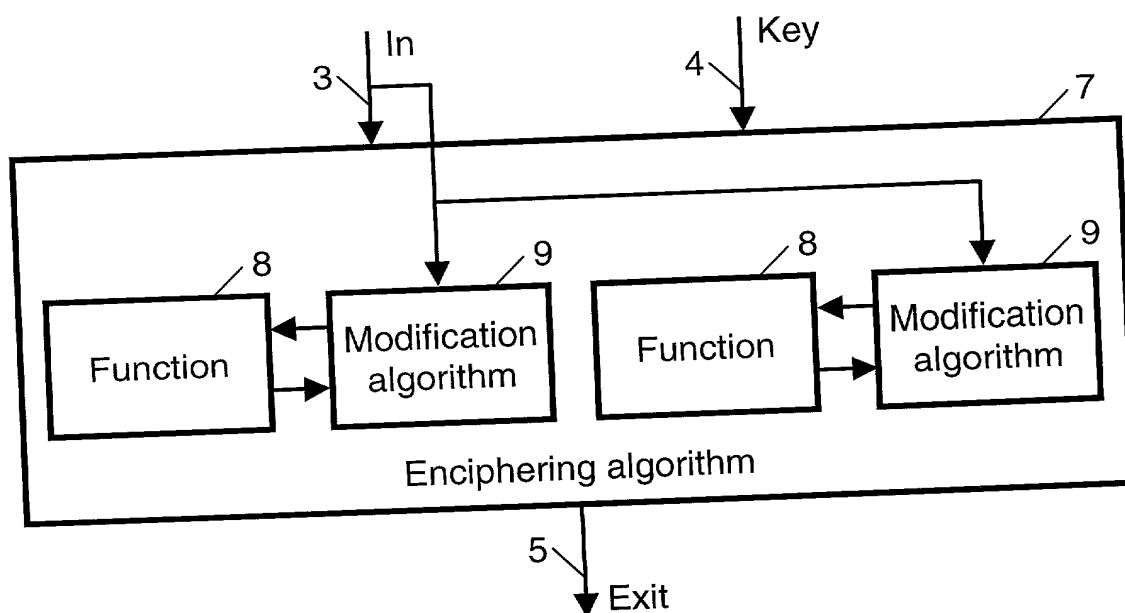 In
Key
3
4
7
8
9
8
9
Function
Modification
algorithm
Function
Modification
algorithm
Enciphering algorithm
5
Exit